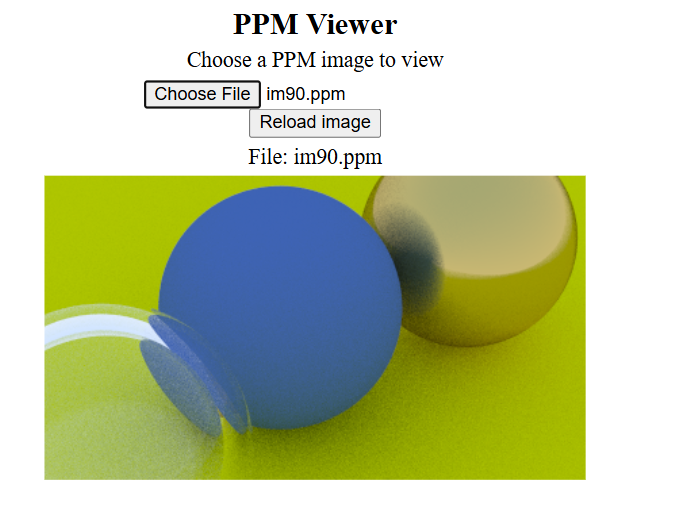 PPM Viewer
Choose a PPM image to view
Choose File im90.ppm
Reload image
File: im90.ppm